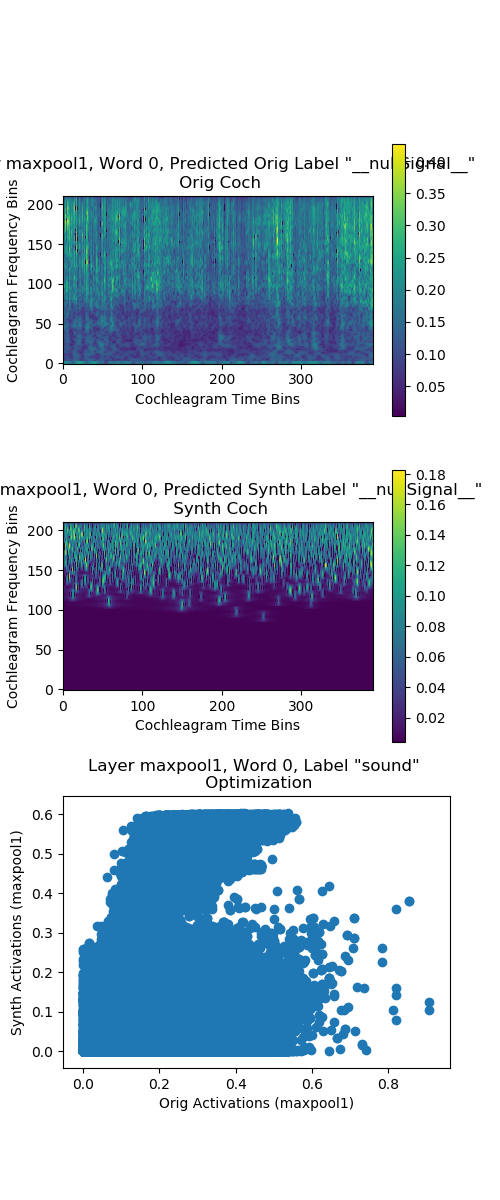 maxpool1, Word 0, Predicted Orig Label "__nullSignal__"
Orig Coch
Cochleagram Frequency Bins
200
150
100
50
0
0 100 200 300
Cochleagram Time Bins
0.40
0.35
0.30
0.25
0.20
0.15
0.10
0.05
maxpool1, Word 0, Predicted Synth Label "__nullSignal__"
Synth Coch
Cochleagram Frequency Bins
200
150
100
50
0
0 100 200 300
Cochleagram Time Bins
0.18
0.16
0.14
0.12
0.10
0.08
0.06
0.04
0.02
Layer maxpool1, Word 0, Label "sound"
Optimization
Synth Activations (maxpool1)
0.6
0.5
0.4
0.3
0.2
0.1
0.0
0.0 0.2 0.4 0.6 0.8
Orig Activations (maxpool1)